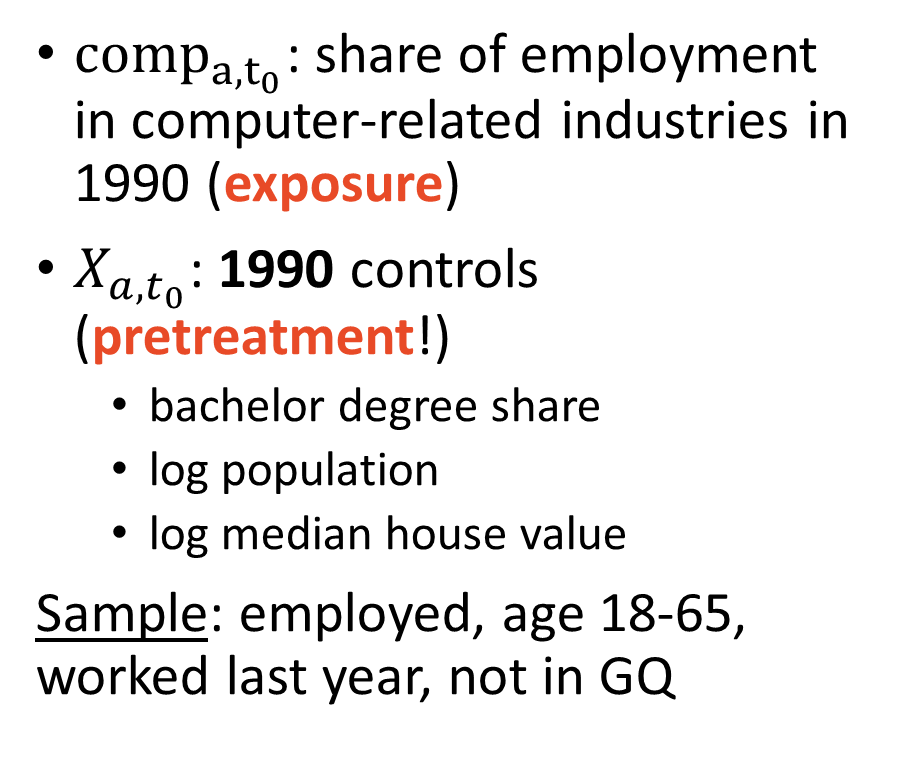 • comp_{a,t_0}: share of employment
in computer-related industries in
1990 (exposure)
• X_{a,t_0}: 1990 controls
(pretreatment!)
• bachelor degree share
• log population
• log median house value
Sample: employed, age 18-65,
worked last year, not in GQ